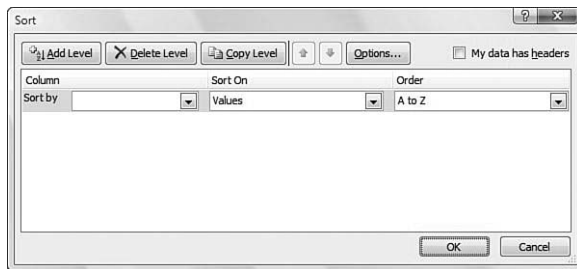 Sort
Add Level Delete Level Copy Level Options... My data has headers
Column Sort On Order
Sort by Values A to Z
OK Cancel